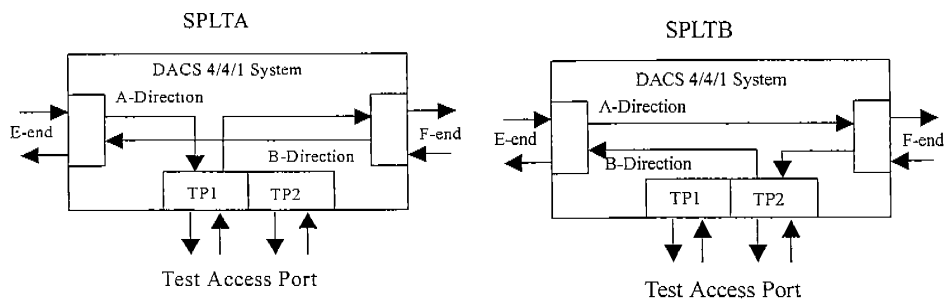 SPLTA
DACS 4/4/1 System
A-Direction
E-end
F-end
B-Direction
TP1
TP2
Test Access Port
SPLTB
DACS 4/4/1 System
A-Direction
E-end
F-end
B-Direction
TP1
TP2
Test Access Port